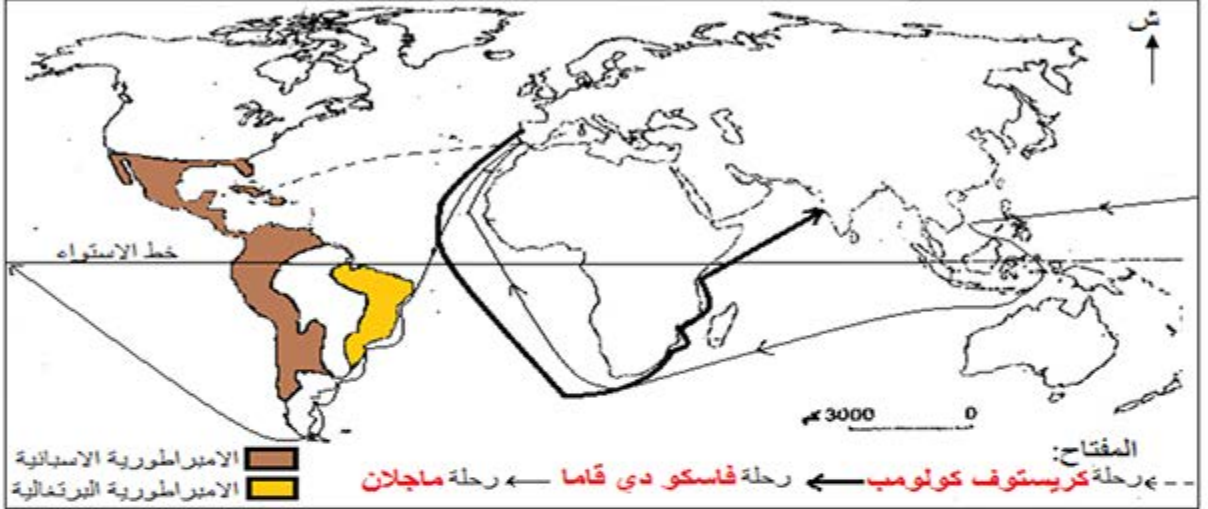 ش
خط الاستواء
3000 كم 0
المفتاح:
رحلة كريستوف كولومب رحلة فاسكو دي قاما رحلة ماجلان
الامبراطورية الاسبانية
الامبراطورية البرتغالية